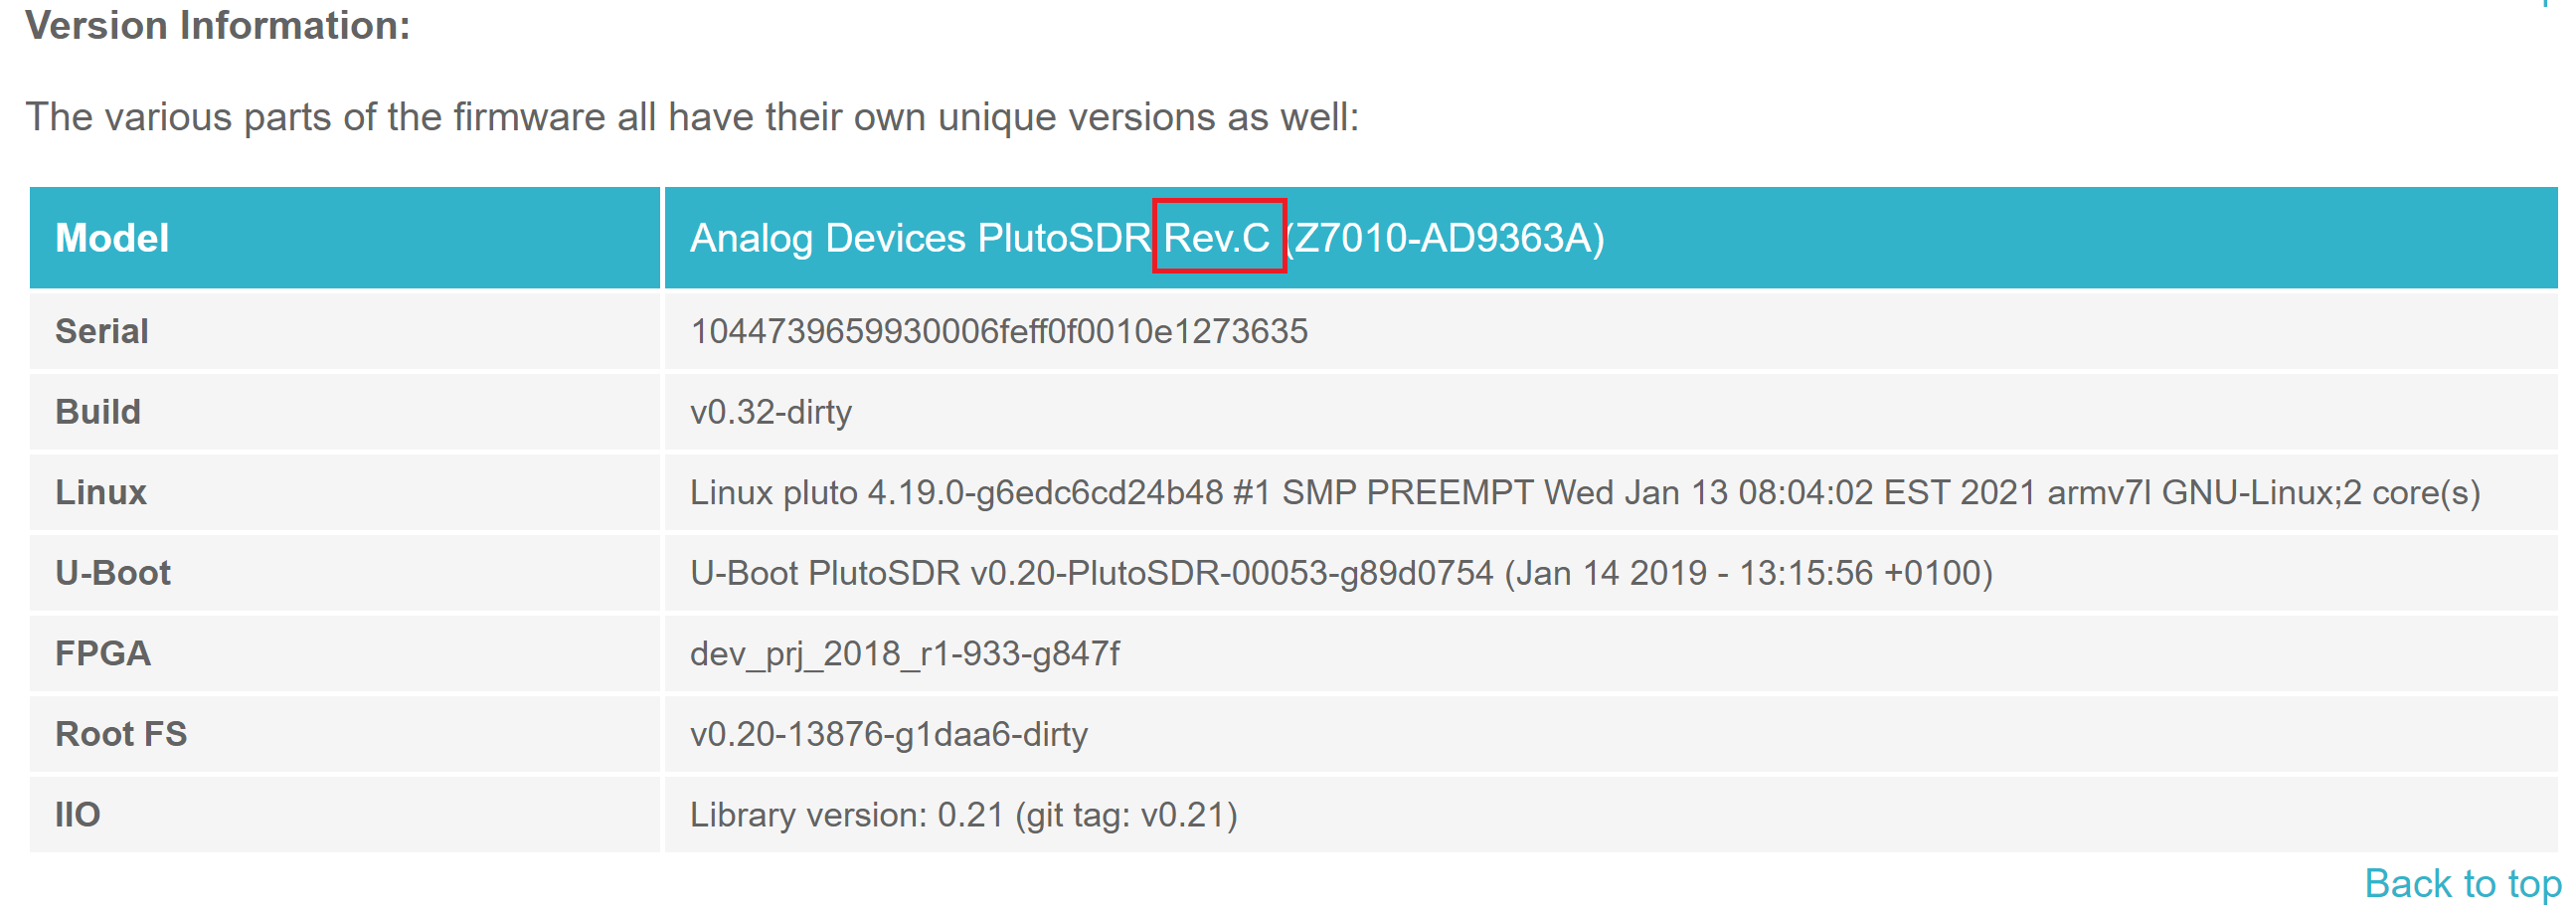 Version Information:
The various parts of the firmware all have their own unique versions as well:
Model Analog Devices PlutoSDR Rev.C (Z7010-AD9363A)
Serial 1044739659930006feff0f0010e1273635
Build v0.32-dirty
Linux Linux pluto 4.19.0-g6edc6cd24b48 #1 SMP PREEMPT Wed Jan 13 08:04:02 EST 2021 armv7l GNU-Linux;2 core(s)
U-Boot U-Boot PlutoSDR v0.20-PlutoSDR-00053-g89d0754 (Jan 14 2019 - 13:15:56 +0100)
FPGA dev_prj_2018_r1-933-g847f
Root FS v0.20-13876-g1daa6-dirty
IIO Library version: 0.21 (git tag: v0.21)
Back to top